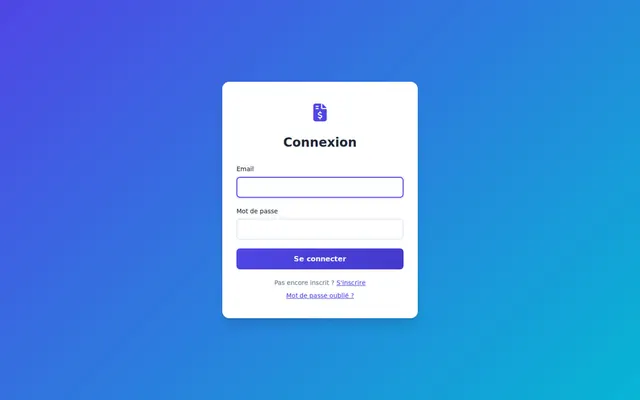 Connexion
Email
Mot de passe
Se connecter
Pas encore inscrit ? S'inscrire
Mot de passe oublié ?